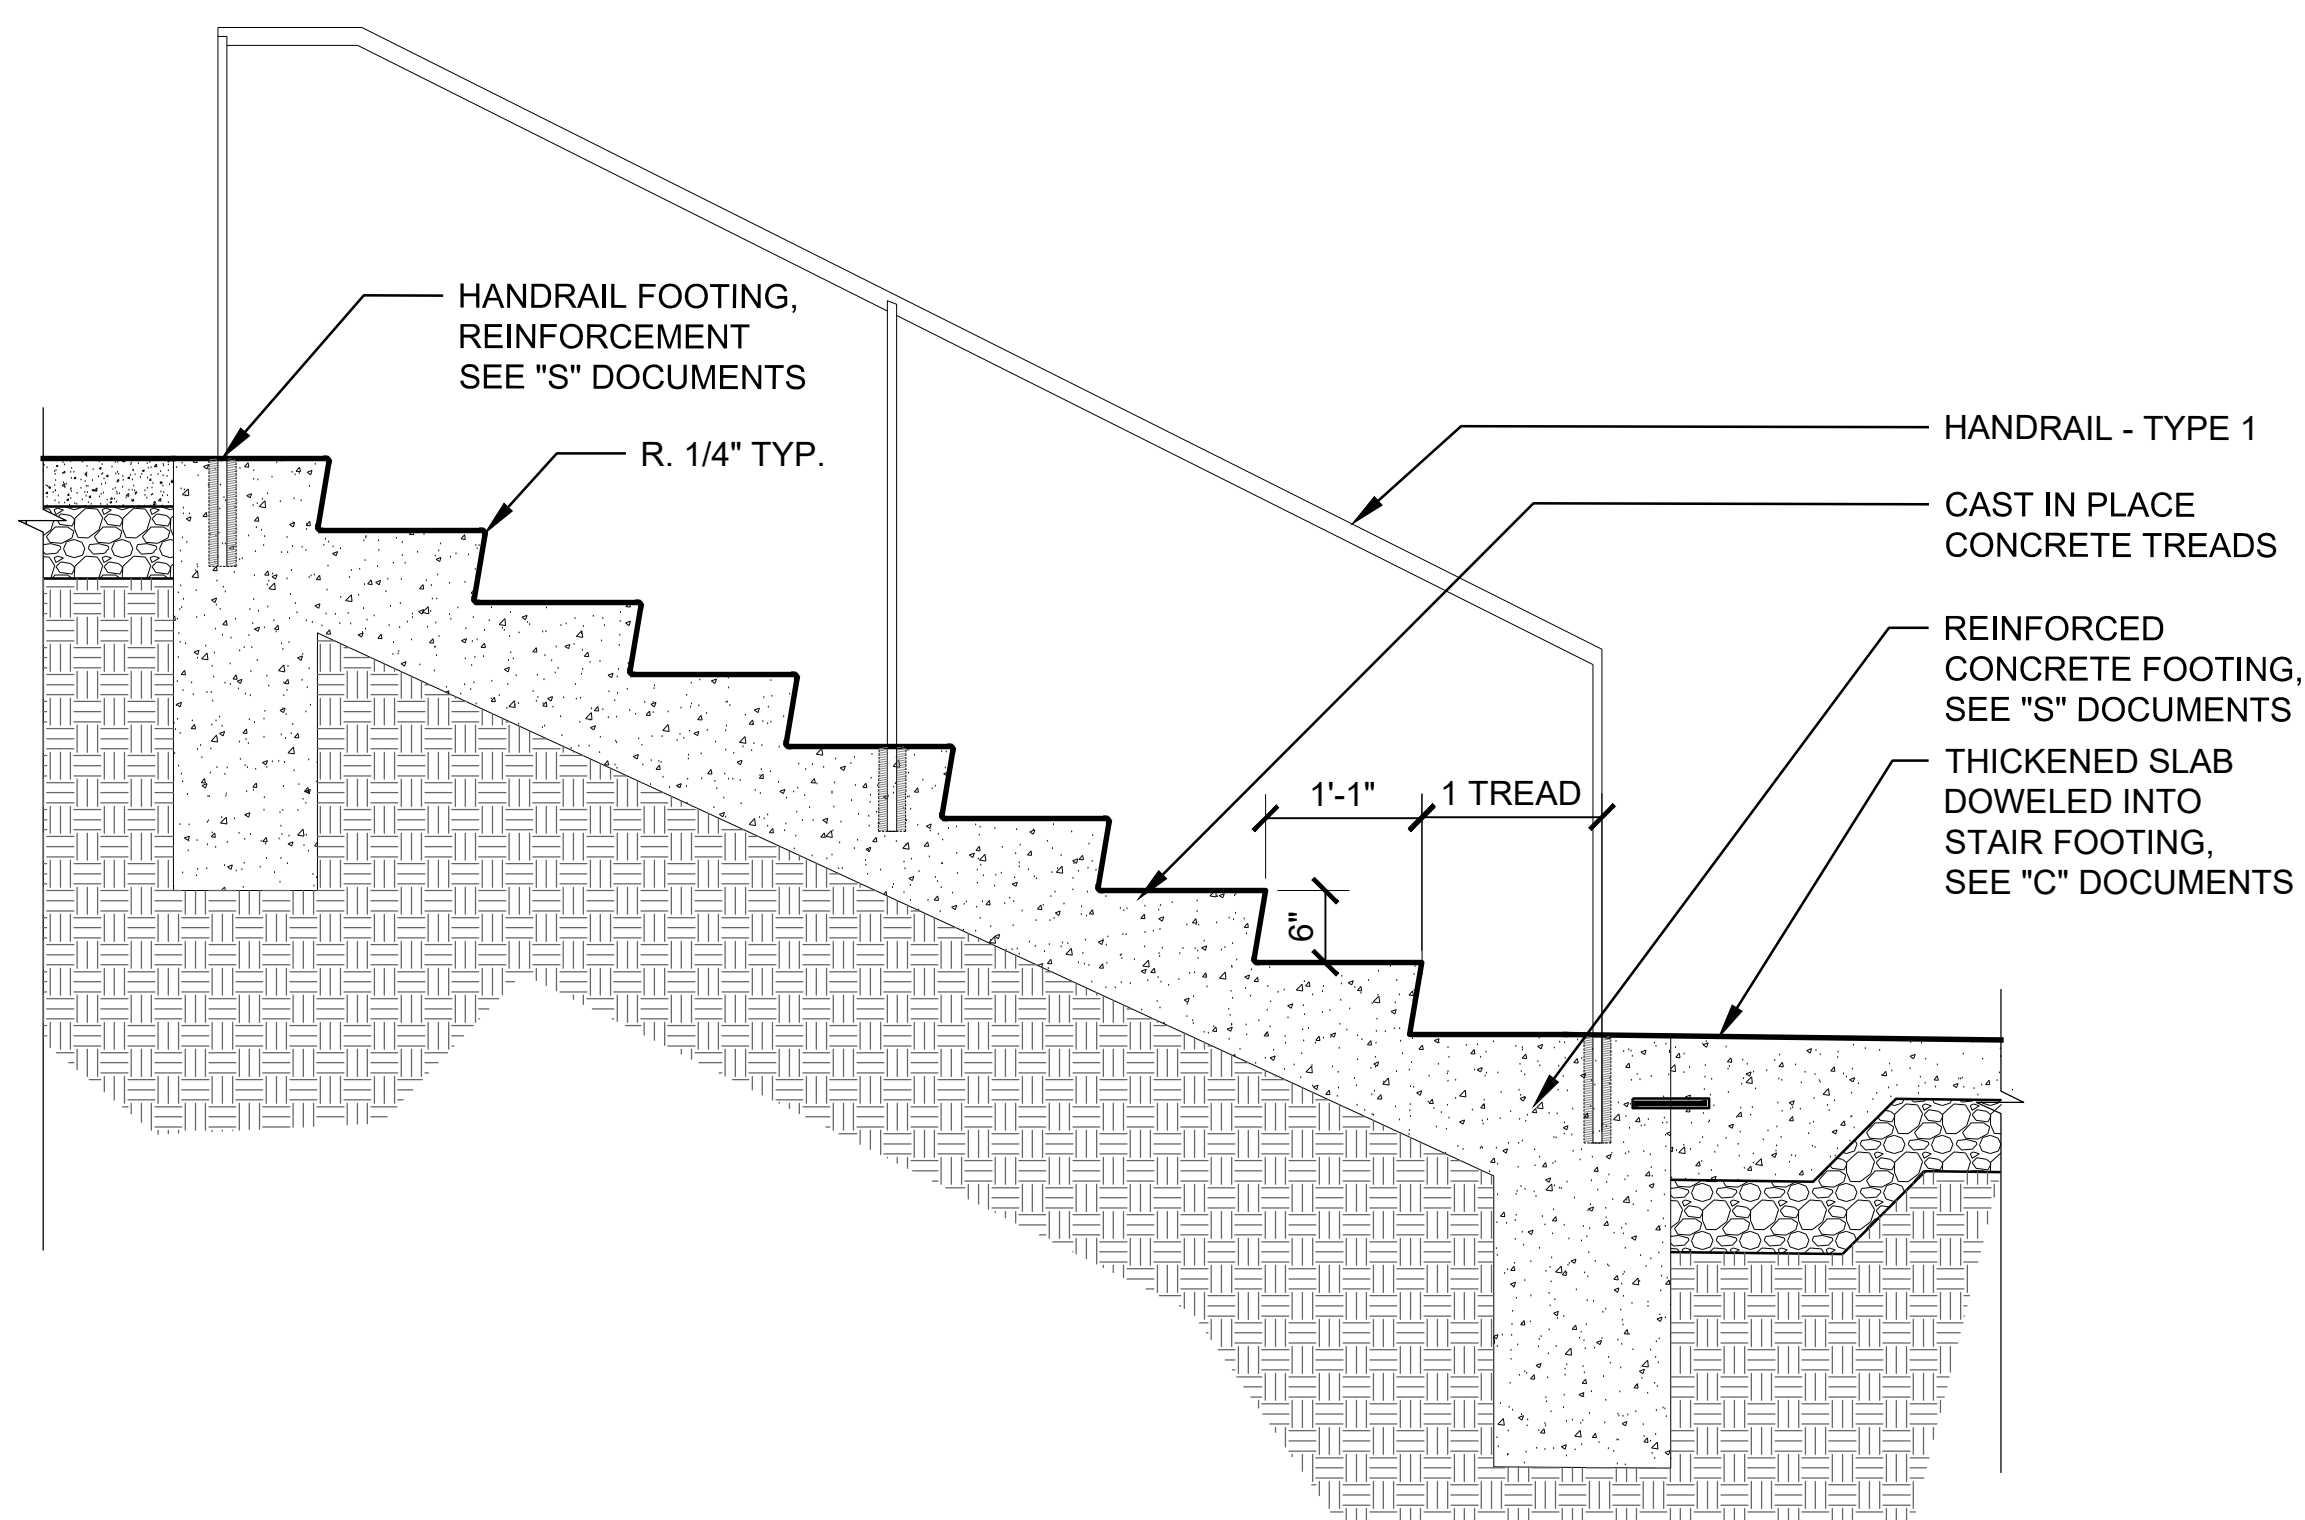 HANDRAIL FOOTING,
REINFORCEMENT
SEE "S" DOCUMENTS
R. 1/4" TYP.
HANDRAIL - TYPE 1
CAST IN PLACE
CONCRETE TREADS
REINFORCED
CONCRETE FOOTING,
SEE "S" DOCUMENTS
THICKENED SLAB
DOWELED INTO
STAIR FOOTING,
SEE "C" DOCUMENTS
1'-1"
1 TREAD
6"